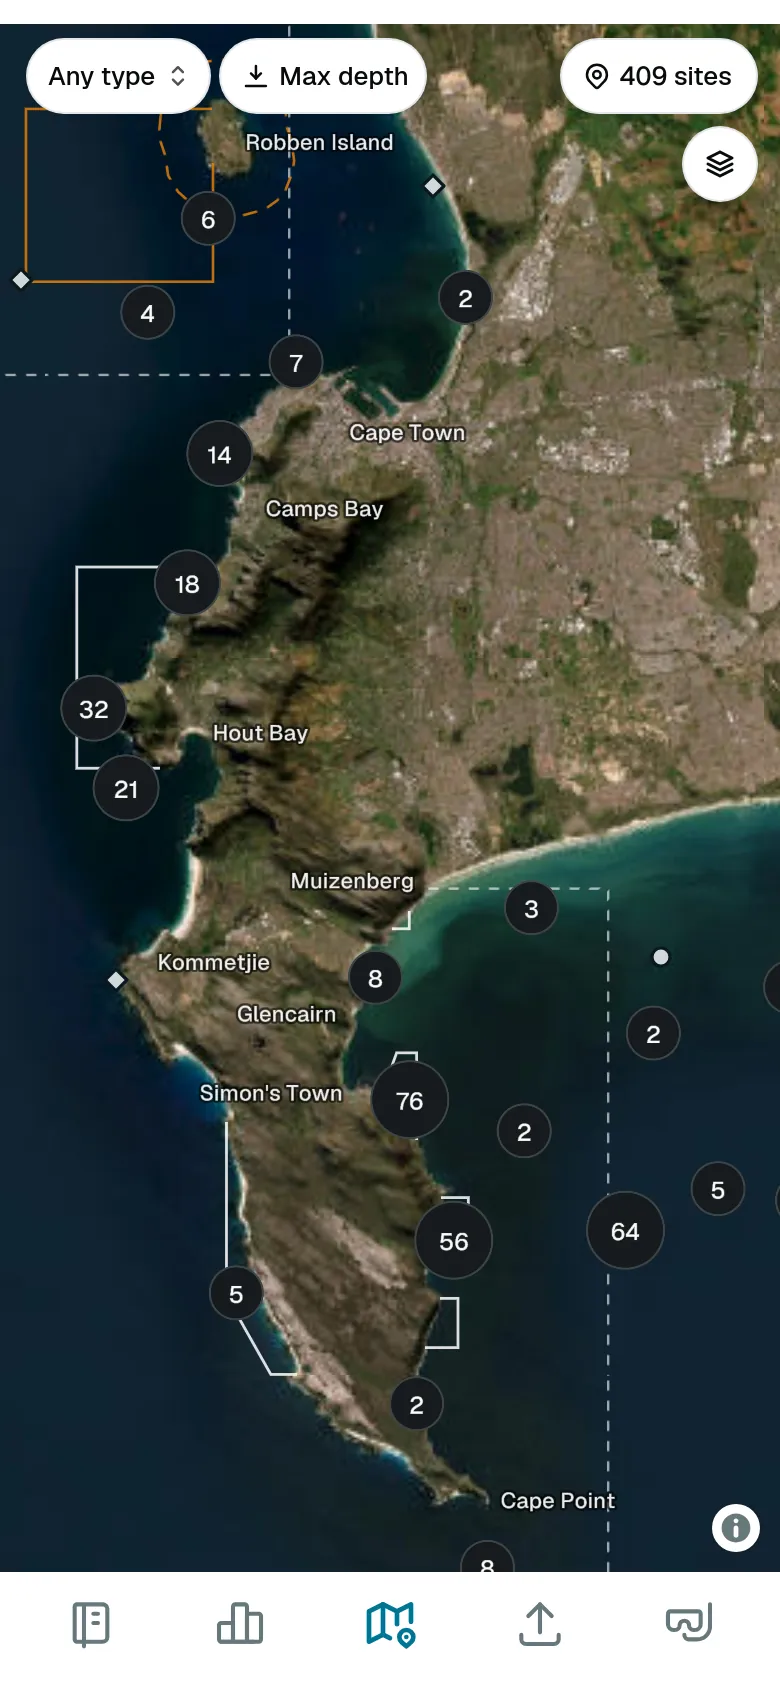 Any type
Max depth
409 sites
Robben Island
6
2
4
7
Cape Town
14
Camps Bay
18
32
Hout Bay
21
Muizenberg
3
Kommetjie
8
Glencairn
2
Simon's Town
76
2
5
56
64
5
2
Cape Point
8